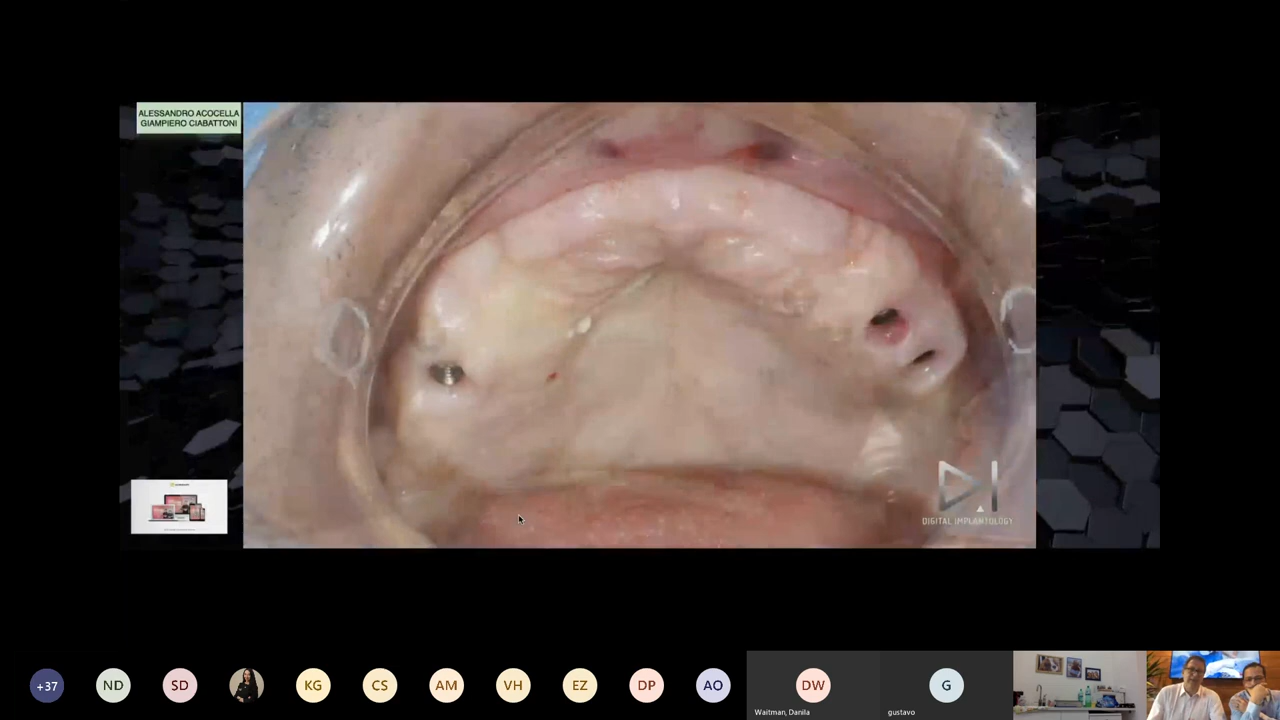 ALESSANDRO ACOCELLA
GIAMPIERO CIABATTONI
DIGITAL IMPLANTOLOGY
+37
ND
SD
KG
CS
AM
VH
EZ
DP
AO
DW
Waitman, Danila
G
gustavo